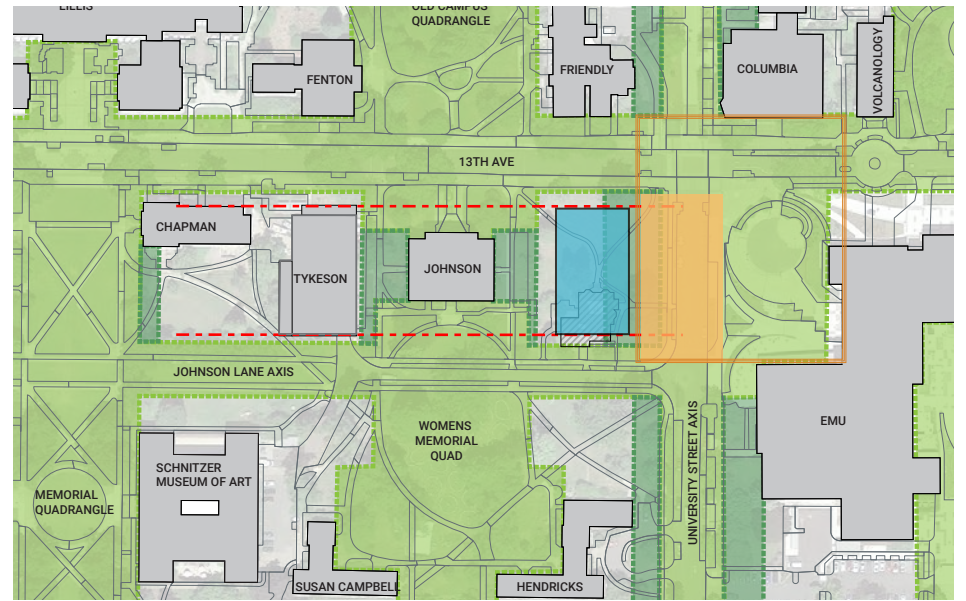 LILLIS
OLD CAMPUS
QUADRANGLE
FENTON
FRIENDLY
COLUMBIA
VOLCANOLOGY
13TH AVE
CHAPMAN
TYKESON
JOHNSON
JOHNSON LANE AXIS
WOMENS
MEMORIAL
QUAD
UNIVERSITY STREET AXIS
EMU
SCHNITZER
MUSEUM OF ART
MEMORIAL
QUADRANGLE
SUSAN CAMPBELL
HENDRICKS